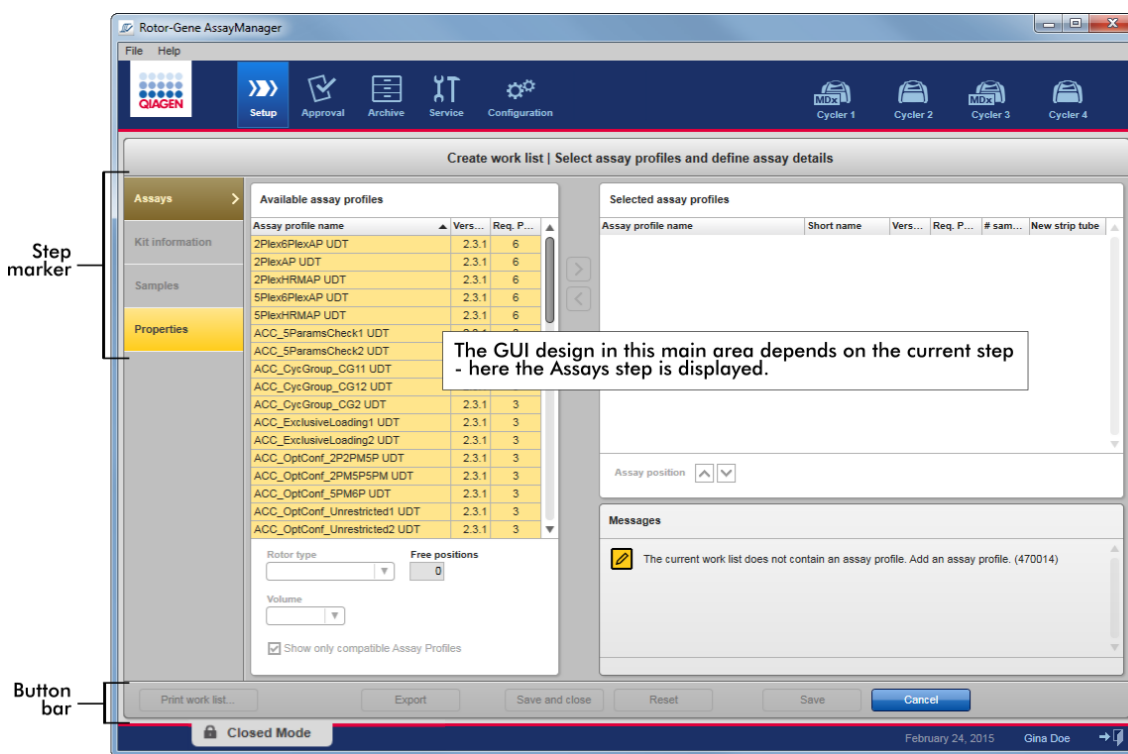 Rotor-Gene AssayManager
File Help
QIAGEN
Setup Approval Archive Service Configuration
MDx Cycler 1 Cycler 2 MDx Cycler 3 Cycler 4
Create work list | Select assay profiles and define assay details
Step marker
Assays
Kit information
Samples
Properties
Available assay profiles
Assay profile name Vers... Req. P...
2Plex6PlexAP UDT 2.3.1 6
2PlexAP UDT 2.3.1 6
2PlexHRMAP UDT 2.3.1 6
5Plex6PlexAP UDT 2.3.1 6
5PlexHRMAP UDT 2.3.1 6
ACC_5ParamsCheck1 UDT
ACC_5ParamsCheck2 UDT
ACC_CycGroup_CG11 UDT
ACC_CycGroup_CG12 UDT
ACC_CycGroup_CG2 UDT 2.3.1 3
ACC_ExclusiveLoading1 UDT 2.3.1 3
ACC_ExclusiveLoading2 UDT 2.3.1 3
ACC_OptConf_2P2PM5P UDT 2.3.1 3
ACC_OptConf_2PM5P5PM UDT 2.3.1 3
ACC_OptConf_5PM6P UDT 2.3.1 3
ACC_OptConf_Unrestricted1 UDT 2.3.1 3
ACC_OptConf_Unrestricted2 UDT 2.3.1 3
Rotor type Free positions
0
Volume
Show only compatible Assay Profiles
Selected assay profiles
Assay profile name Short name Vers... Req. P... # sam... New strip tube
The GUI design in this main area depends on the current step
- here the Assays step is displayed.
Assay position
Messages
The current work list does not contain an assay profile. Add an assay profile. (470014)
Button bar
Print work list... Export Save and close Reset Save Cancel
Closed Mode
February 24, 2015 Gina Doe